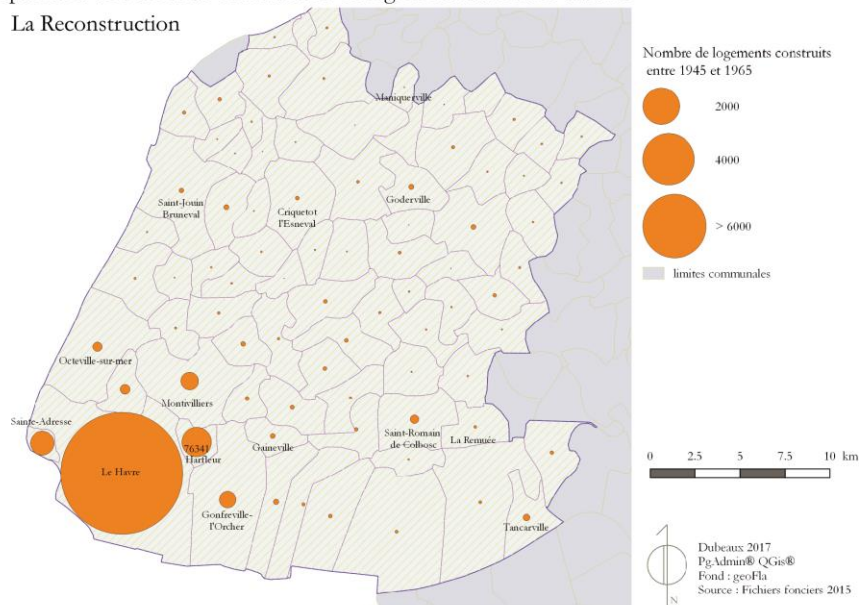 La Reconstruction
Nombre de logements construits
entre 1945 et 1965
2000
4000
> 6000
limites communales
Maniquerville
Saint-Jouin
Bruneval
Criquetot
l'Esneval
Goderville
Octeville-sur-mer
Montivilliers
Sainte-Adresse
Le Havre
76341
Harfleur
Gaineville
Saint-Romain
de Colbosc
La Remuée
Gonfreville-
l'Orcher
Tancarville
0 2.5 5 7.5 10 km
N
Dubeaux 2017
PgAdmin® QGis®
Fond : geoFla
Source : Fichiers fonciers 2015